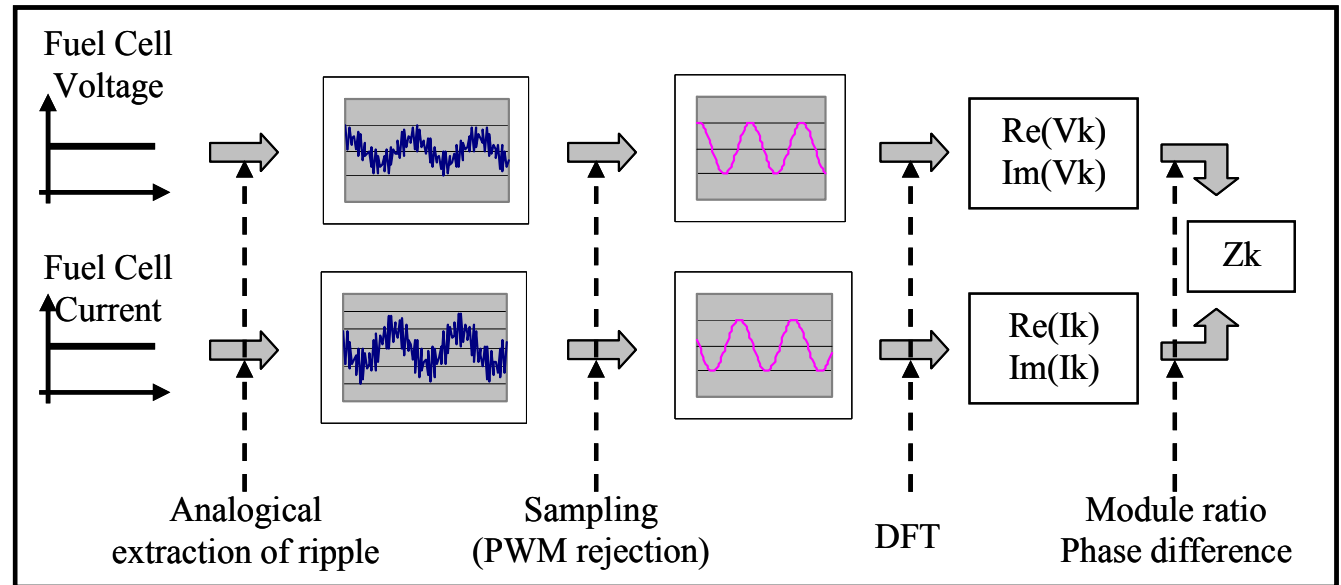 Fuel Cell
Voltage
Re(Vk)
Im(Vk)
Zk
Fuel Cell
Current
Re(Ik)
Im(Ik)
Analogical
extraction of ripple
Sampling
(PWM rejection)
DFT
Module ratio
Phase difference